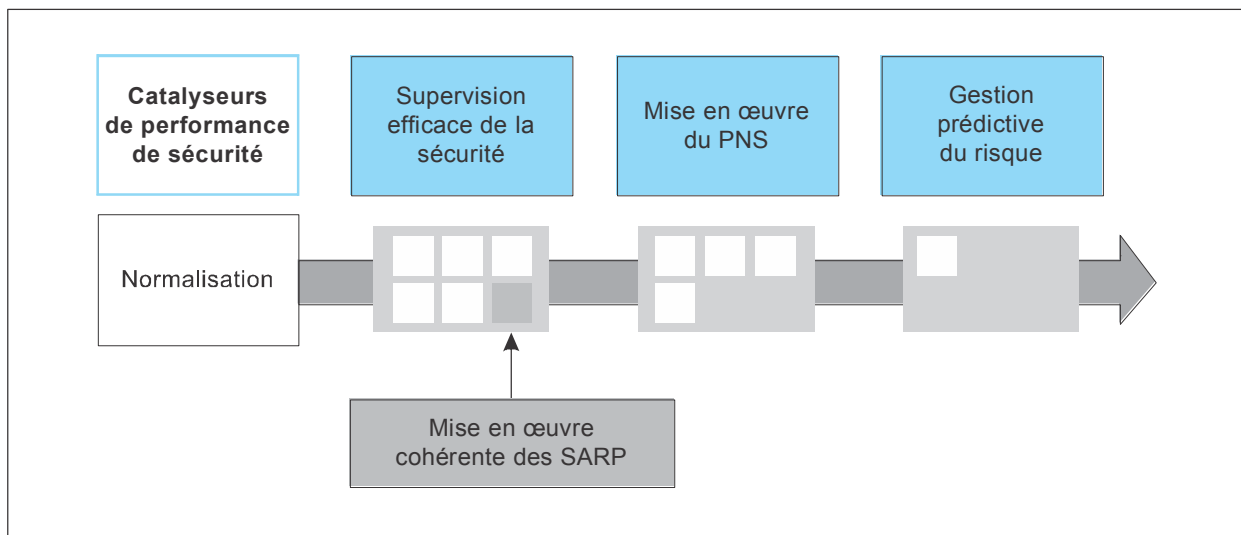 Catalyseurs
de performance
de sécurité
Supervision
efficace de la
sécurité
Mise en œuvre
du PNS
Gestion
prédictive
du risque
Normalisation
Mise en œuvre
cohérente des SARP